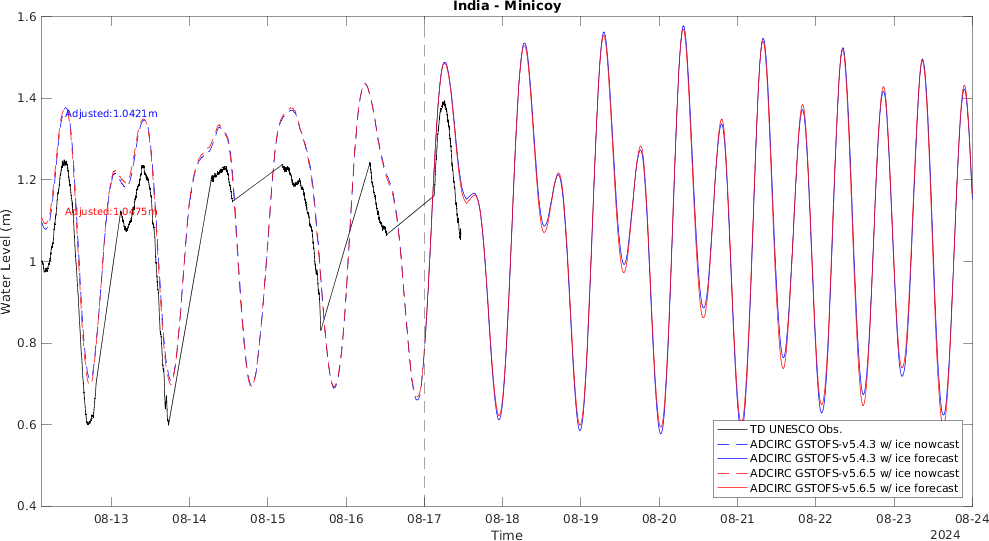 India - Minicoy
1.6
1.4
1.2
1
0.8
0.6
0.4
Water Level (m)
Adjusted:1.0421m
Adjusted:1.0475m
TD UNESCO Obs.
ADCIRC GSTOFS-v5.4.3 w/ ice nowcast
ADCIRC GSTOFS-v5.4.3 w/ ice forecast
ADCIRC GSTOFS-v5.6.5 w/ ice nowcast
ADCIRC GSTOFS-v5.6.5 w/ ice forecast
08-13 08-14 08-15 08-16 08-17 08-18 08-19 08-20 08-21 08-22 08-23 08-24
Time
2024